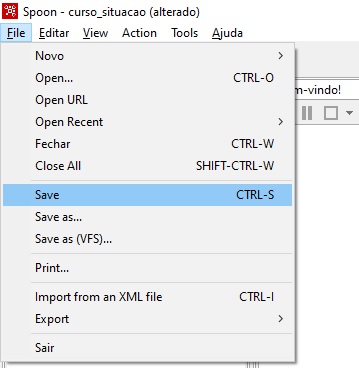 Spoon - curso_situacao (alterado)
File Editar View Action Tools Ajuda
Novo
Open... CTRL-O
Open URL
Open Recent
Fechar CTRL-W
Close All SHIFT-CTRL-W
Save CTRL-S
Save as...
Save as (VFS)...
Print...
Import from an XML file CTRL-I
Export
Sair
m-vindo!